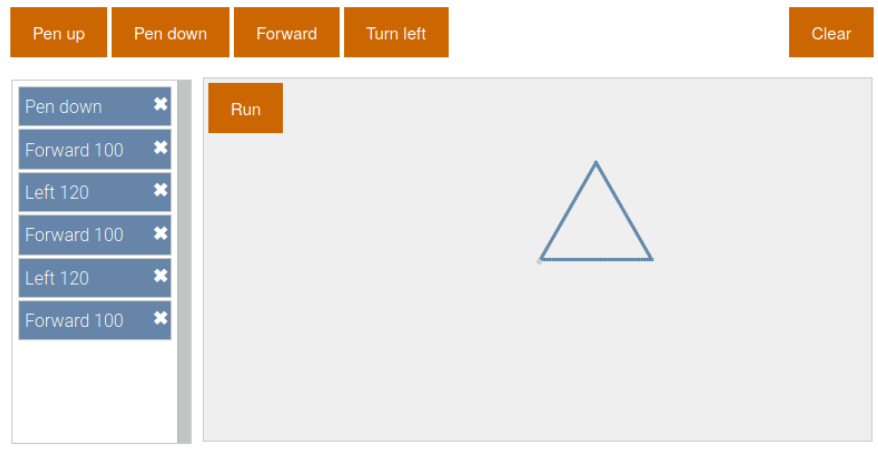 Pen up
Pen down
Forward
Turn left
Clear
Pen down
Forward 100
Left 120
Forward 100
Left 120
Forward 100
Run